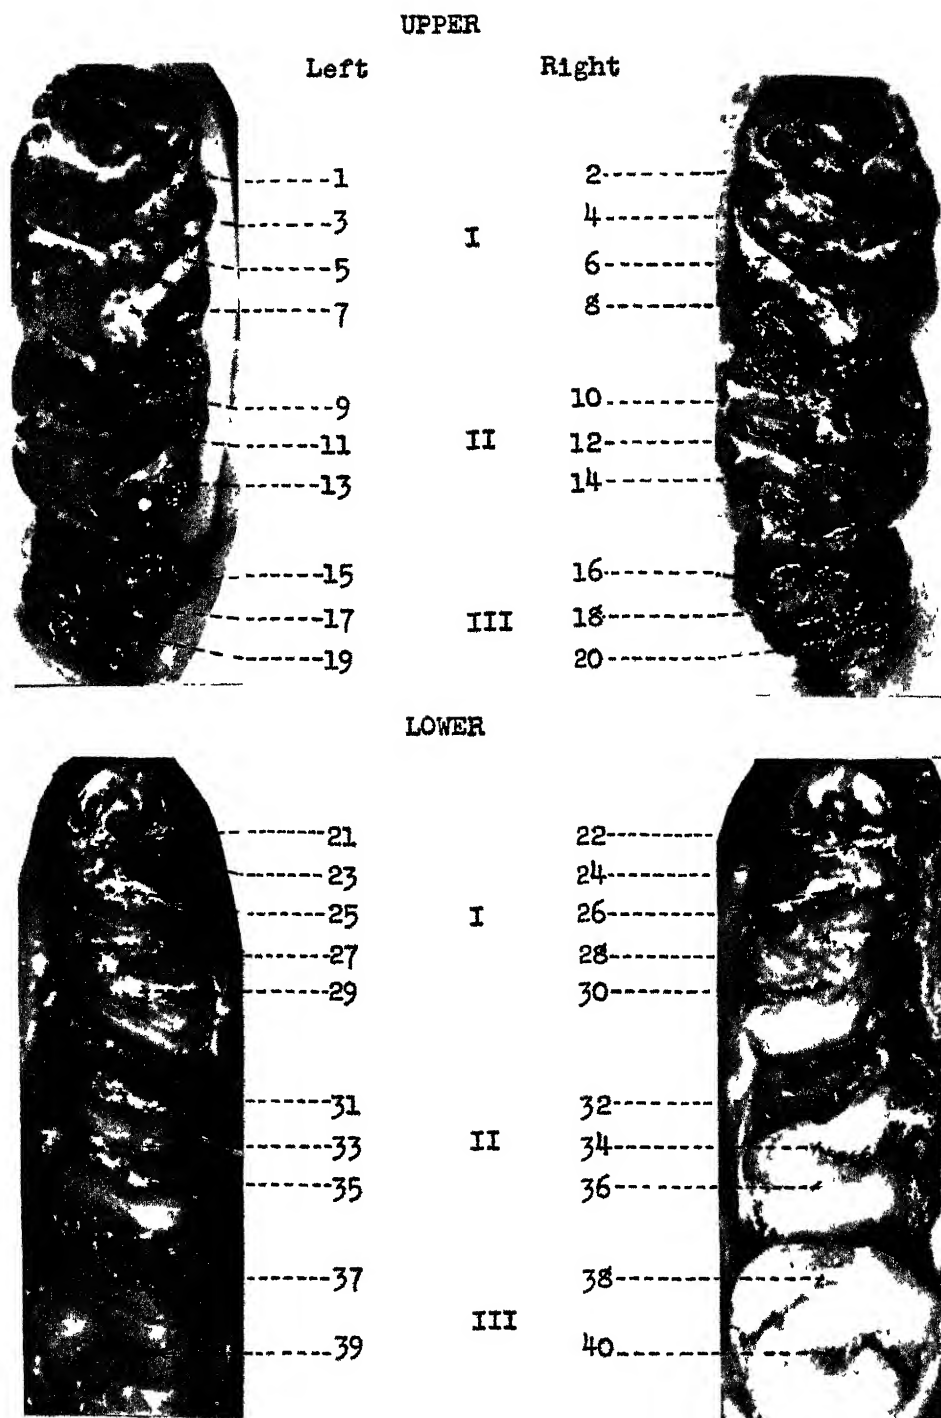 UPPER
Left Right
1 2
3 4
I
5 6
7 8
9 10
11 II 12
13 14
15 16
17 III 18
19 20
LOWER
21 22
23 24
25 I 26
27 28
29 30
31 32
33 II 34
35 36
37 38
III
39 40